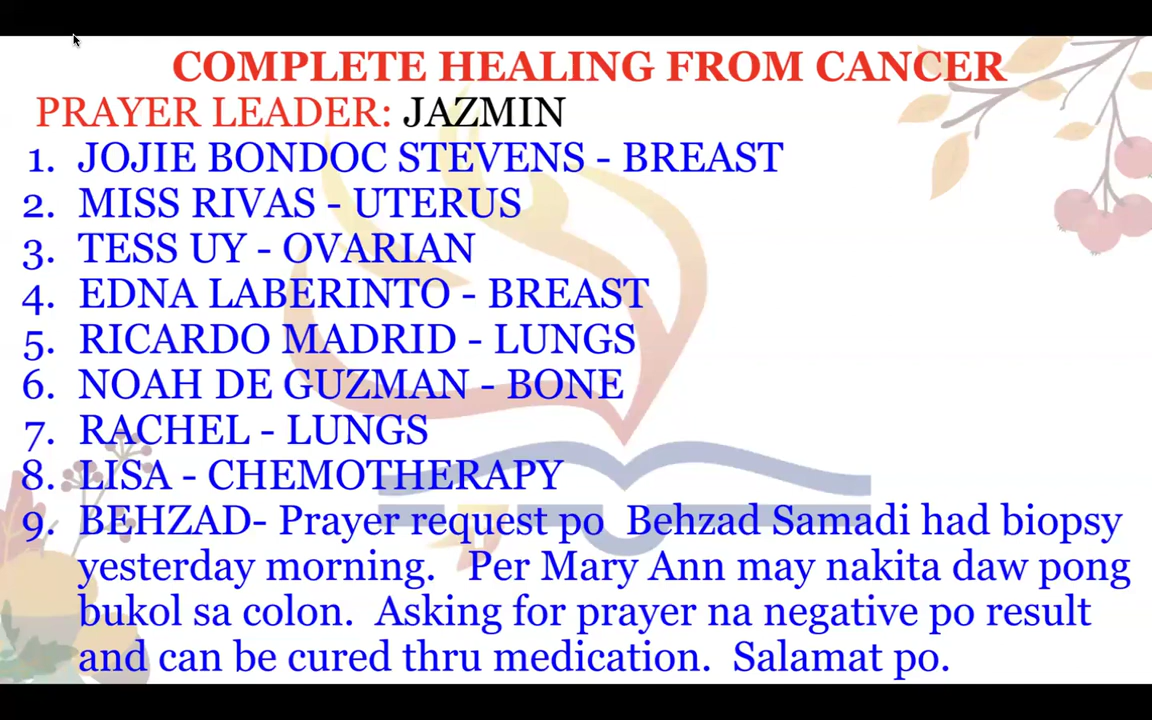 COMPLETE HEALING FROM CANCER
PRAYER LEADER: JAZMIN
1. JOJIE BONDOC STEVENS - BREAST
2. MISS RIVAS - UTERUS
3. TESS UY - OVARIAN
4. EDNA LABERINTO - BREAST
5. RICARDO MADRID - LUNGS
6. NOAH DE GUZMAN - BONE
7. RACHEL - LUNGS
8. LISA - CHEMOTHERAPY
9. BEHZAD- Prayer request po Behzad Samadi had biopsy
yesterday morning. Per Mary Ann may nakita daw pong
bukol sa colon. Asking for prayer na negative po result
and can be cured thru medication. Salamat po.